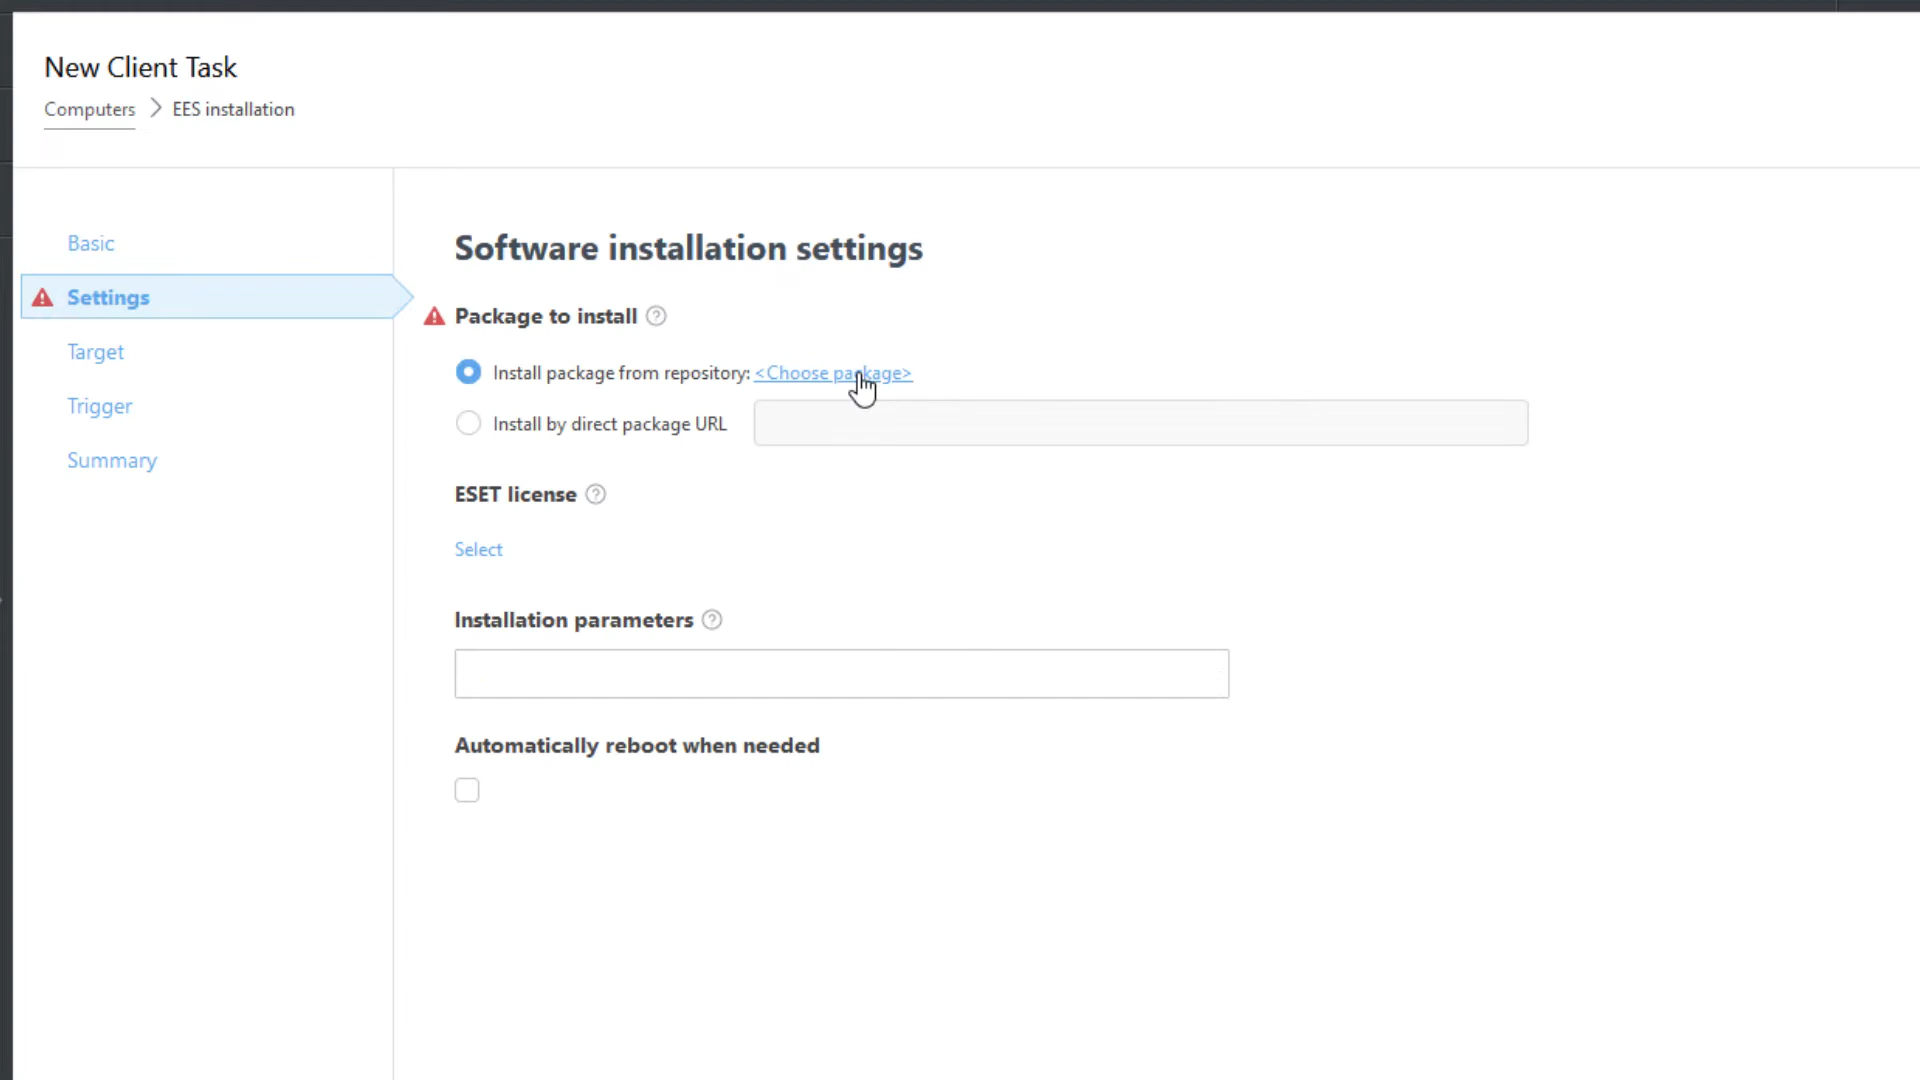 New Client Task
Computers > EES installation
Basic
Settings
Target
Trigger
Summary
Software installation settings
Package to install ?
Install package from repository: <Choose package>
Install by direct package URL
ESET license ?
Select
Installation parameters ?
Automatically reboot when needed